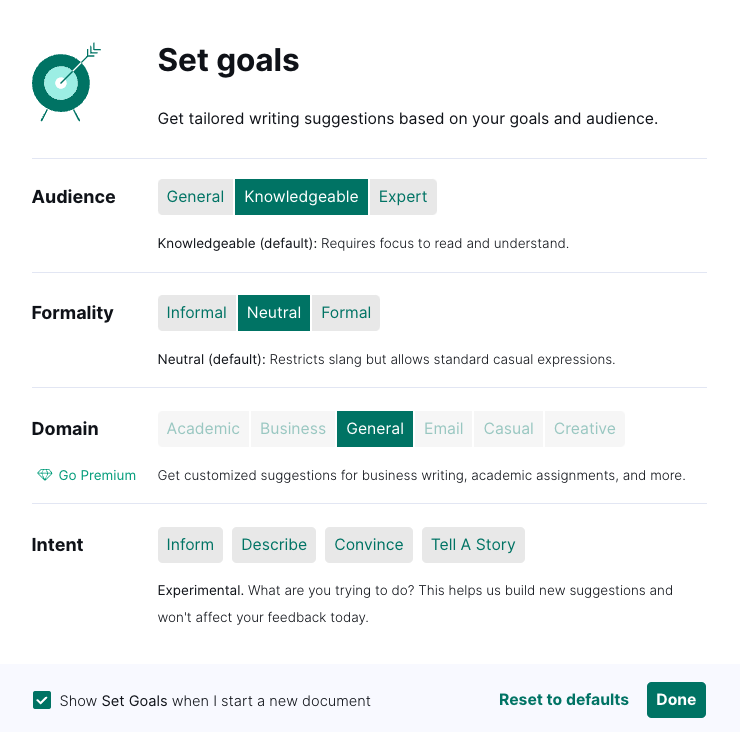 Set goals
Get tailored writing suggestions based on your goals and audience.
Audience
General Knowledgeable Expert
Knowledgeable (default): Requires focus to read and understand.
Formality
Informal Neutral Formal
Neutral (default): Restricts slang but allows standard casual expressions.
Domain
Academic Business General Email Casual Creative
Go Premium
Get customized suggestions for business writing, academic assignments, and more.
Intent
Inform Describe Convince Tell A Story
Experimental. What are you trying to do? This helps us build new suggestions and
won't affect your feedback today.
Show Set Goals when I start a new document
Reset to defaults
Done